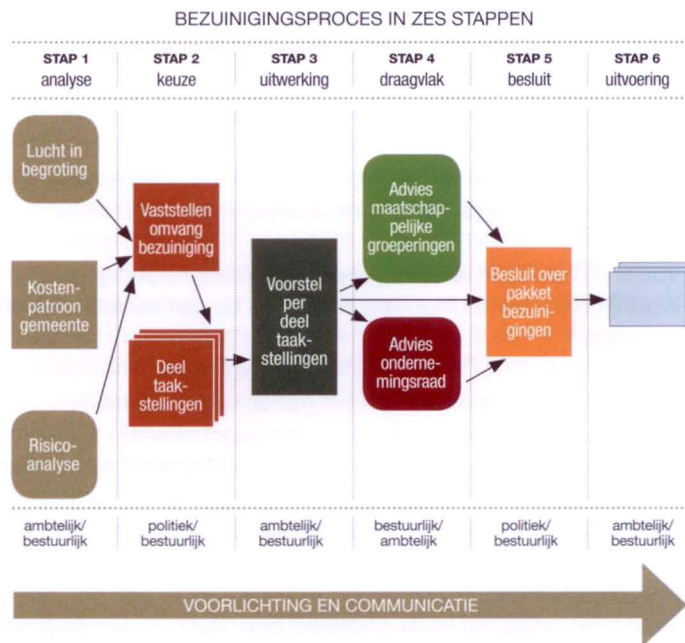 BEZUINIGINGSPROCES IN ZES STAPPEN
STAP 1
analyse
STAP 2
keuze
STAP 3
uitwerking
STAP 4
draagvlak
STAP 5
besluit
STAP 6
uitvoering
Lucht in
begroting
Kosten-
patroon
gemeente
Risico-
analyse
Vaststellen
omvang
bezuiniging
Deel
taak-
stellingen
Voorstel
per
deel
taak-
stellingen
Advies
maatschap-
pelijke
groeperingen
Advies
onderne-
mingsraad
Besluit over
pakket
bezuini-
gingen
ambtelijk/
bestuurlijk
politiek/
bestuurlijk
ambtelijk/
bestuurlijk
bestuurlijk/
ambtelijk
politiek/
bestuurlijk
ambtelijk/
bestuurlijk
VOORLICHTING EN COMMUNICATIE